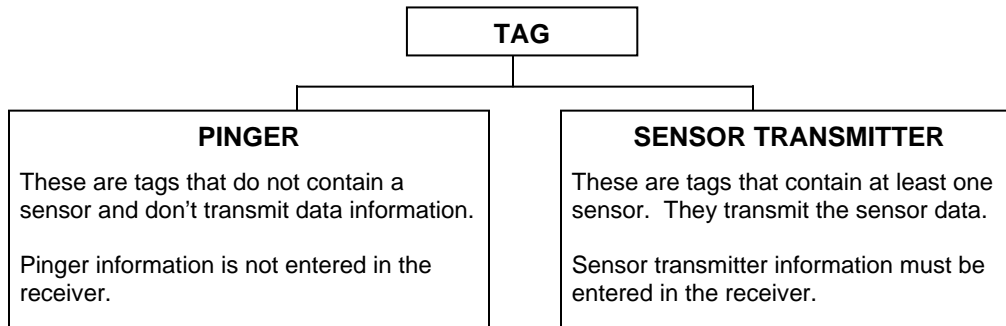 TAG
PINGER
These are tags that do not contain a
sensor and don’t transmit data information.
Pinger information is not entered in the
receiver.
SENSOR TRANSMITTER
These are tags that contain at least one
sensor.  They transmit the sensor data.
Sensor transmitter information must be
entered in the receiver.